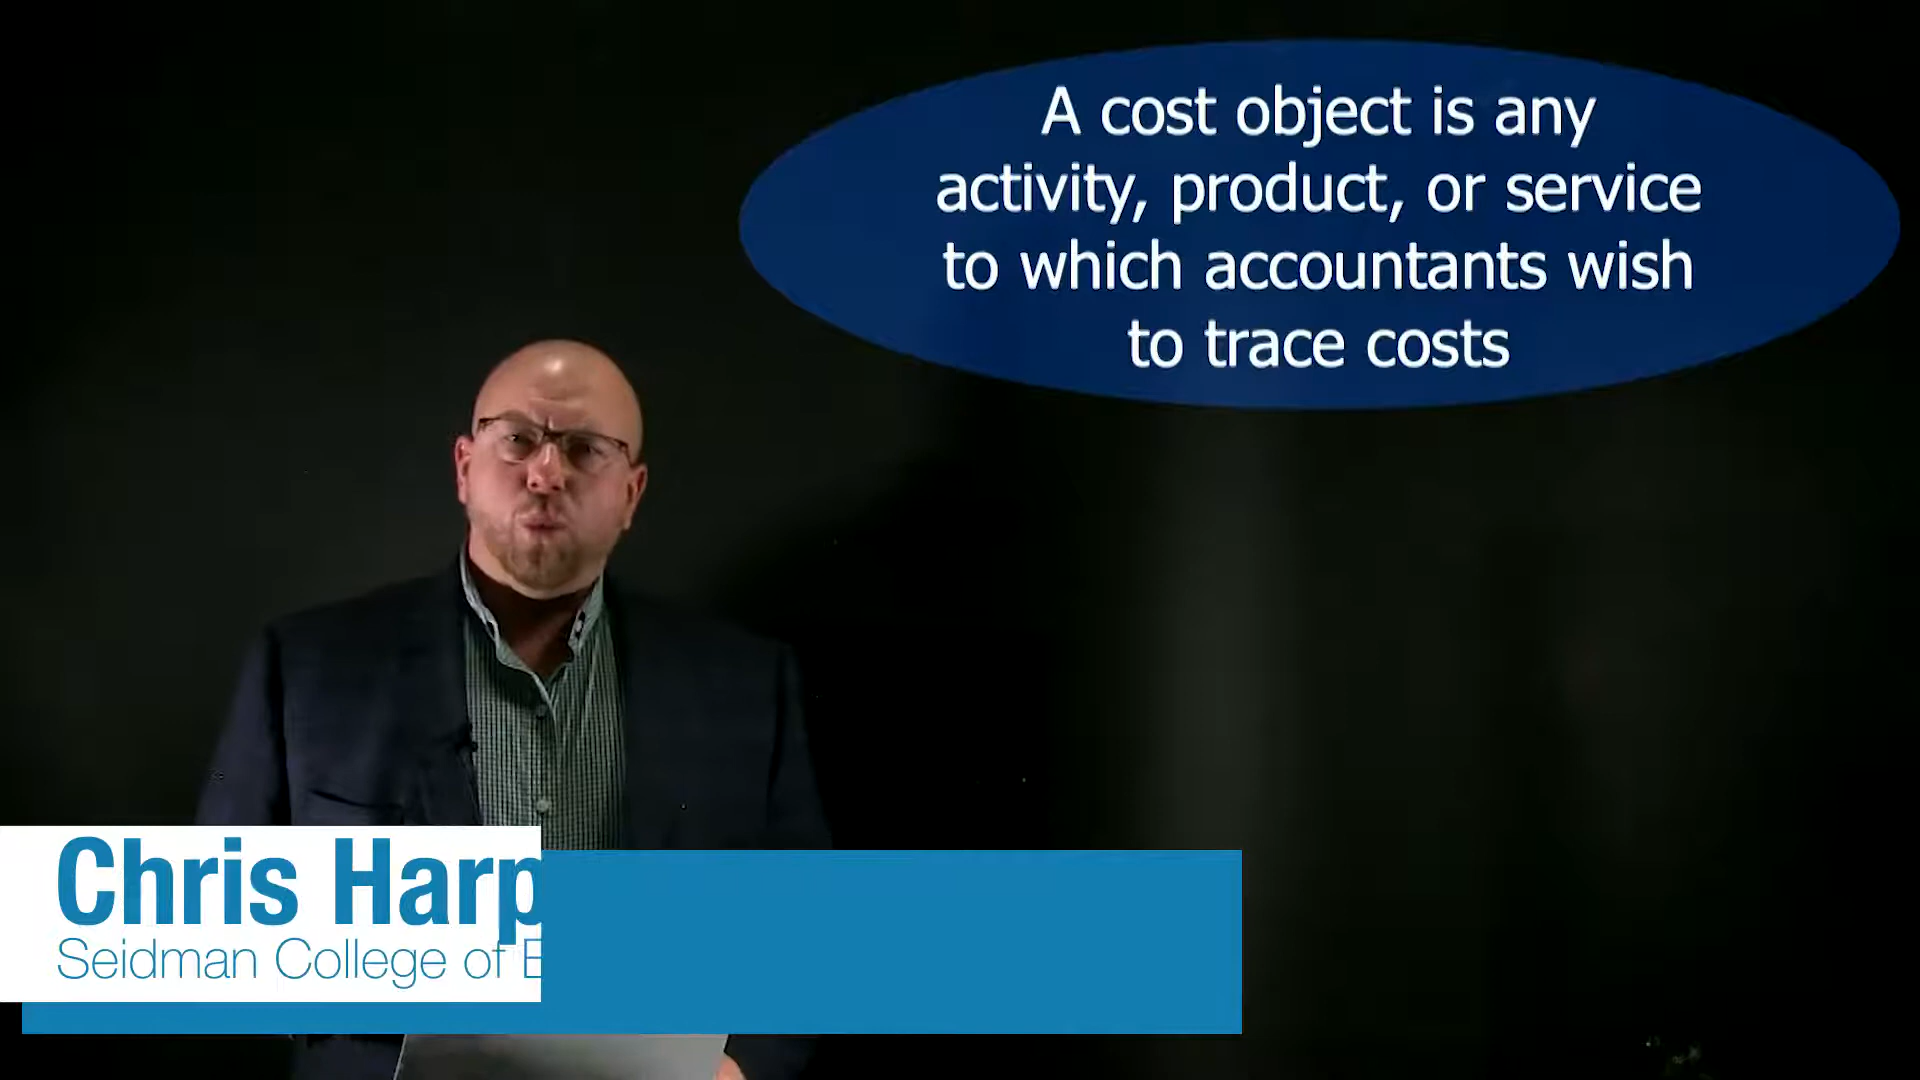 A cost object is any
activity, product, or service
to which accountants wish
to trace costs
Chris Harp
Seidman College of